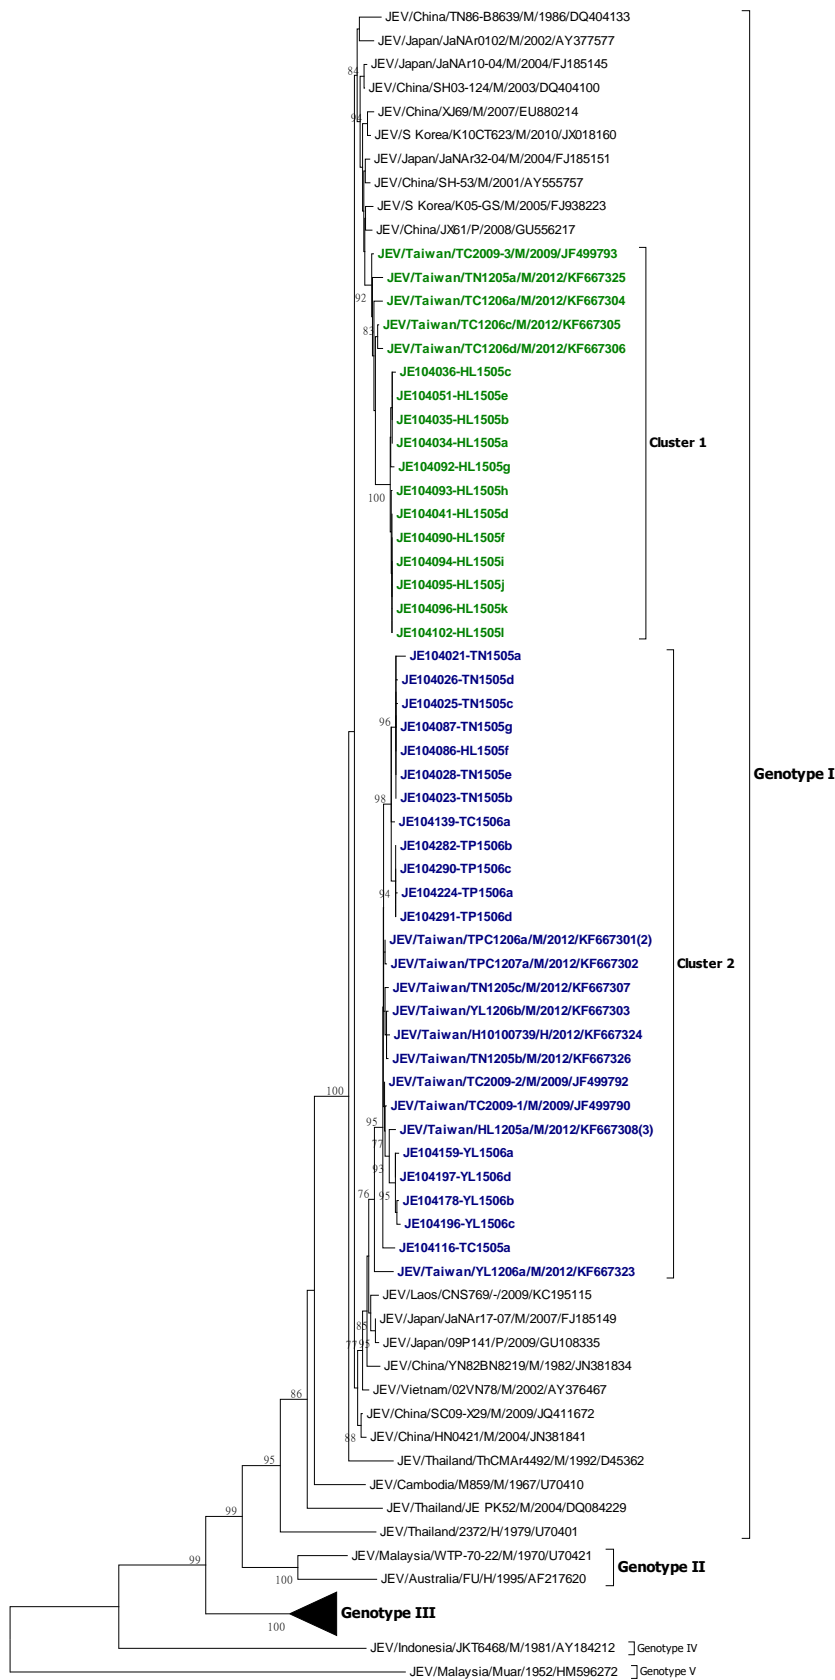 JEV/China/TN86-B8639/M/1986/DQ404133
JEV/Japan/JaNAr0102/M/2002/AY377577
JEV/Japan/JaNAr10-04/M/2004/FJ185145
84
JEV/China/SH03-124/M/2003/DQ404100
JEV/China/XJ69/M/2007/EU880214
94
JEV/S Korea/K10CT623/M/2010/JX018160
JEV/Japan/JaNAr32-04/M/2004/FJ185151
JEV/China/SH-53/M/2001/AY555757
JEV/S Korea/K05-GS/M/2005/FJ938223
JEV/China/JX61/P/2008/GU556217
JEV/Taiwan/TC2009-3/M/2009/JF499793
JEV/Taiwan/TN1205a/M/2012/KF667325
92
JEV/Taiwan/TC1206a/M/2012/KF667304
JEV/Taiwan/TC1206c/M/2012/KF667305
83
JEV/Taiwan/TC1206d/M/2012/KF667306
JE104036-HL1505c
JE104051-HL1505e
JE104035-HL1505b
JE104034-HL1505a
Cluster 1
JE104092-HL1505g
JE104093-HL1505h
100
JE104041-HL1505d
JE104090-HL1505f
JE104094-HL1505i
JE104095-HL1505j
JE104096-HL1505k
JE104102-HL1505l
JE104021-TN1505a
JE104026-TN1505d
JE104025-TN1505c
96
JE104087-TN1505g
JE104086-HL1505f
JE104028-TN1505e
Genotype I
JE104023-TN1505b
98
JE104139-TC1506a
JE104282-TP1506b
JE104290-TP1506c
94
JE104224-TP1506a
JE104291-TP1506d
JEV/Taiwan/TPC1206a/M/2012/KF667301(2)
JEV/Taiwan/TPC1207a/M/2012/KF667302
Cluster 2
JEV/Taiwan/TN1205c/M/2012/KF667307
JEV/Taiwan/YL1206b/M/2012/KF667303
JEV/Taiwan/H10100739/H/2012/KF667324
JEV/Taiwan/TN1205b/M/2012/KF667326
JEV/Taiwan/TC2009-2/M/2009/JF499792
100
JEV/Taiwan/TC2009-1/M/2009/JF499790
95
JEV/Taiwan/HL1205a/M/2012/KF667308(3)
77
JE104159-YL1506a
93
JE104197-YL1506d
76
95
JE104178-YL1506b
JE104196-YL1506c
JE104116-TC1505a
JEV/Taiwan/YL1206a/M/2012/KF667323
JEV/Laos/CNS769/-/2009/KC195115
JEV/Japan/JaNAr17-07/M/2007/FJ185149
85
77
95
JEV/Japan/09P141/P/2009/GU108335
JEV/China/YN82BN8219/M/1982/JN381834
JEV/Vietnam/02VN78/M/2002/AY376467
86
JEV/China/SC09-X29/M/2009/JQ411672
88
JEV/China/HN0421/M/2004/JN381841
95
JEV/Thailand/ThCMAr4492/M/1992/D45362
JEV/Cambodia/M859/M/1967/U70410
99
JEV/Thailand/JE PK52/M/2004/DQ084229
JEV/Thailand/2372/H/1979/U70401
99
JEV/Malaysia/WTP-70-22/M/1970/U70421
Genotype II
100
JEV/Australia/FU/H/1995/AF217620
Genotype III
100
JEV/Indonesia/JKT6468/M/1981/AY184212
Genotype IV
JEV/Malaysia/Muar/1952/HM596272
Genotype V